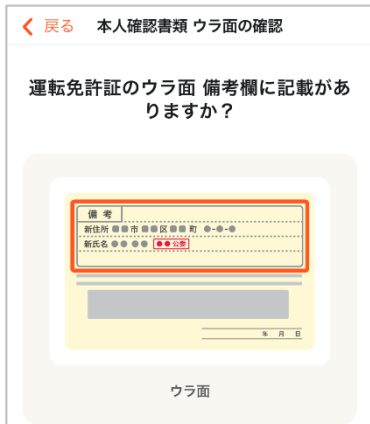 戻る 本人確認書類 ウラ面の確認
運転免許証のウラ面 備考欄に記載があ
りますか？
備 考
新住所 ●●市●●区●●町 ●-●-●
新氏名 ●● ●● ●●公委
年 月 日
ウラ面